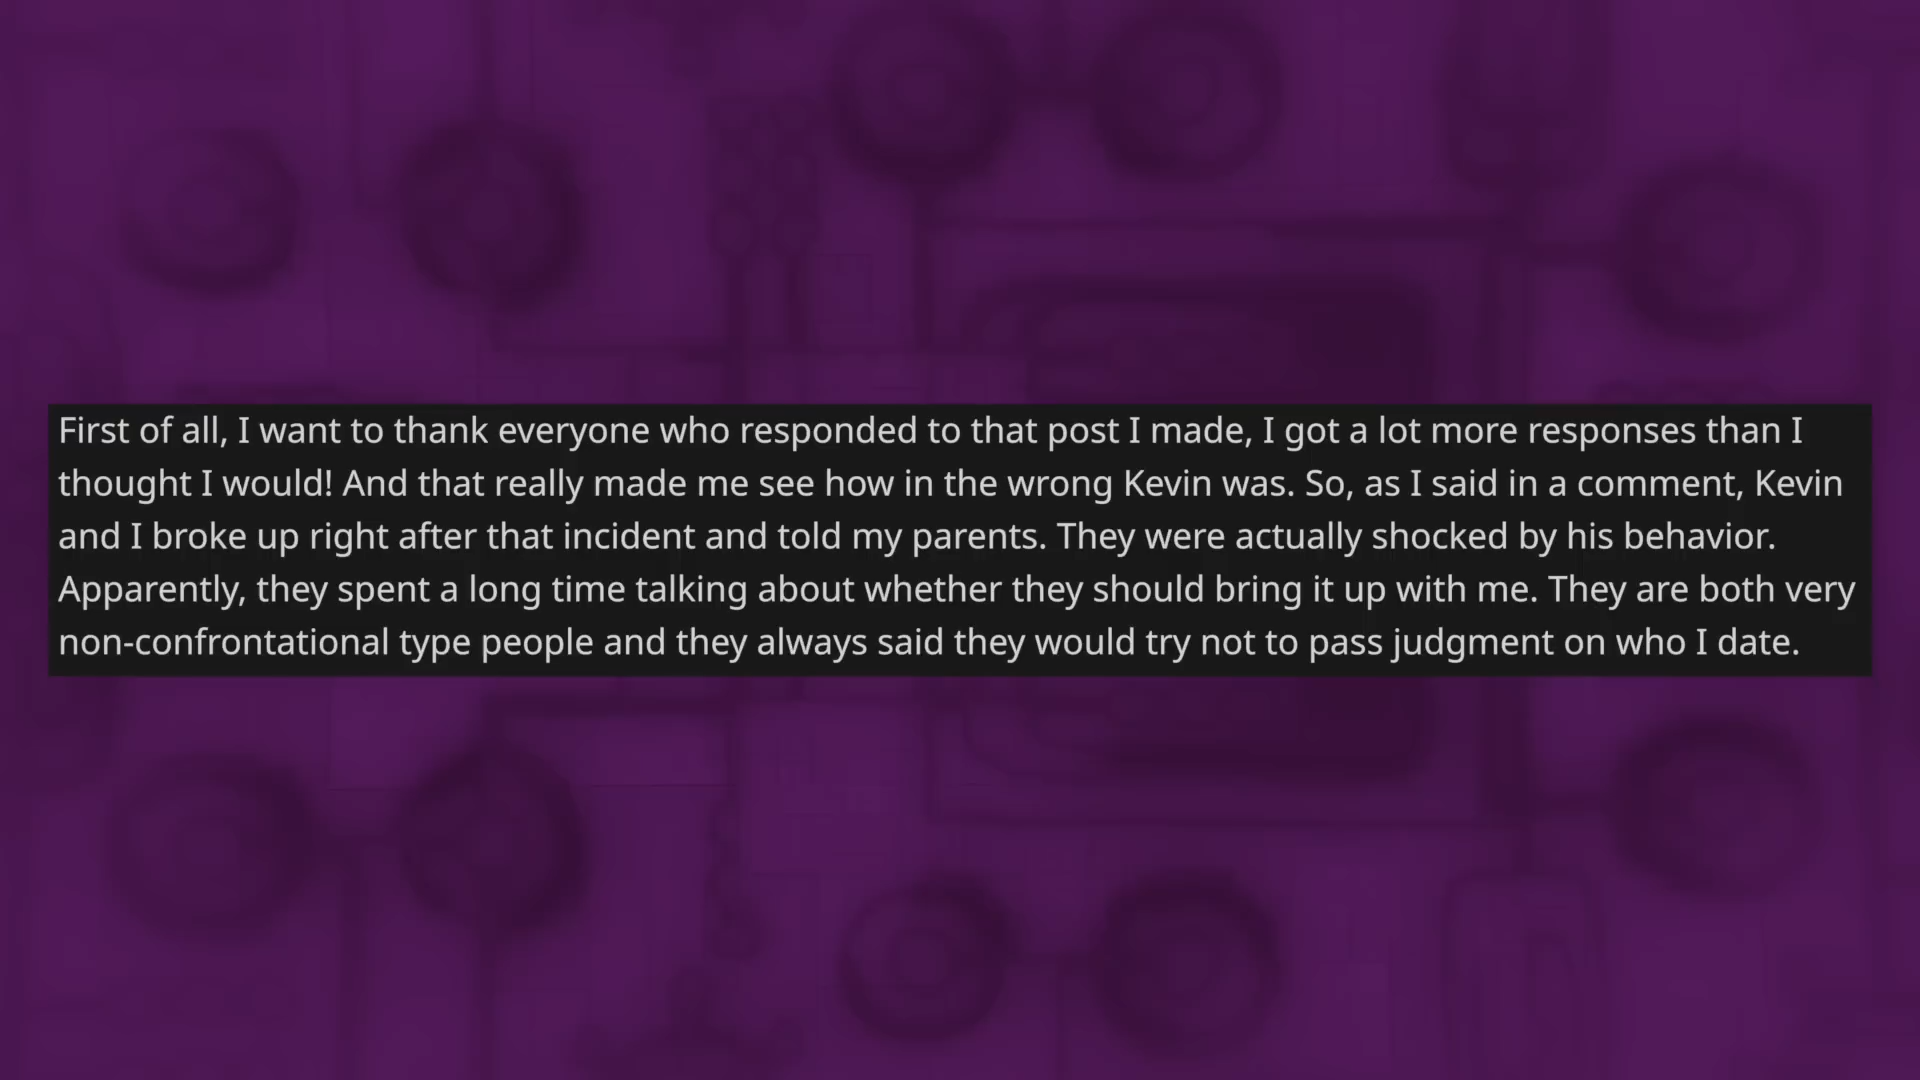 First of all, I want to thank everyone who responded to that post I made, I got a lot more responses than I
thought I would! And that really made me see how in the wrong Kevin was. So, as I said in a comment, Kevin
and I broke up right after that incident and told my parents. They were actually shocked by his behavior.
Apparently, they spent a long time talking about whether they should bring it up with me. They are both very
non-confrontational type people and they always said they would try not to pass judgment on who I date.